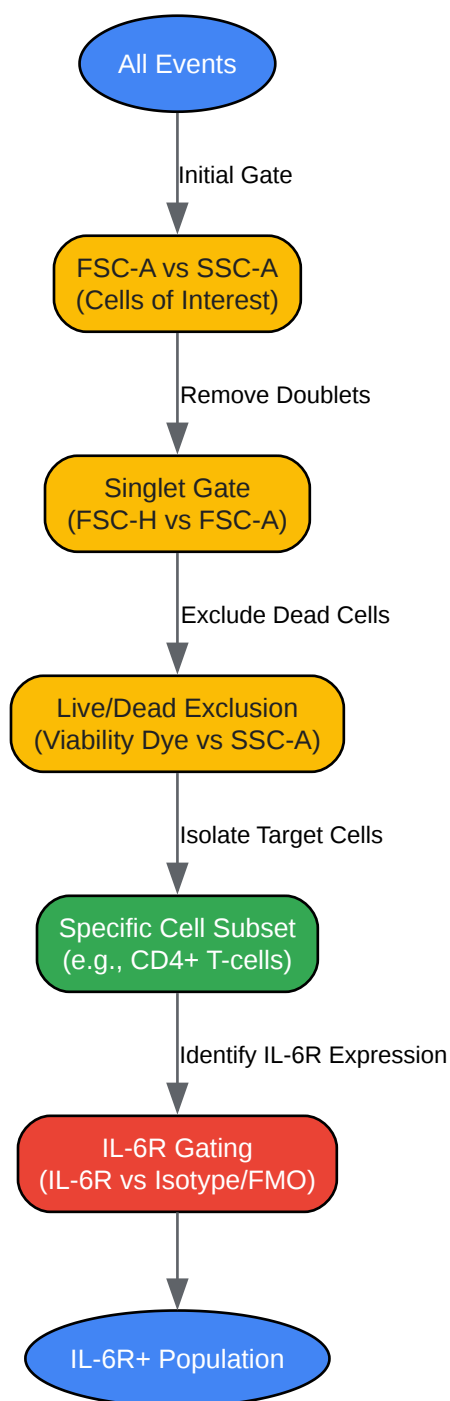 All Events
Initial Gate
FSC-A vs SSC-A
(Cells of Interest)
Remove Doublets
Singlet Gate
(FSC-H vs FSC-A)
Exclude Dead Cells
Live/Dead Exclusion
(Viability Dye vs SSC-A)
Isolate Target Cells
Specific Cell Subset
(e.g., CD4+ T-cells)
Identify IL-6R Expression
IL-6R Gating
(IL-6R vs Isotype/FMO)
IL-6R+ Population